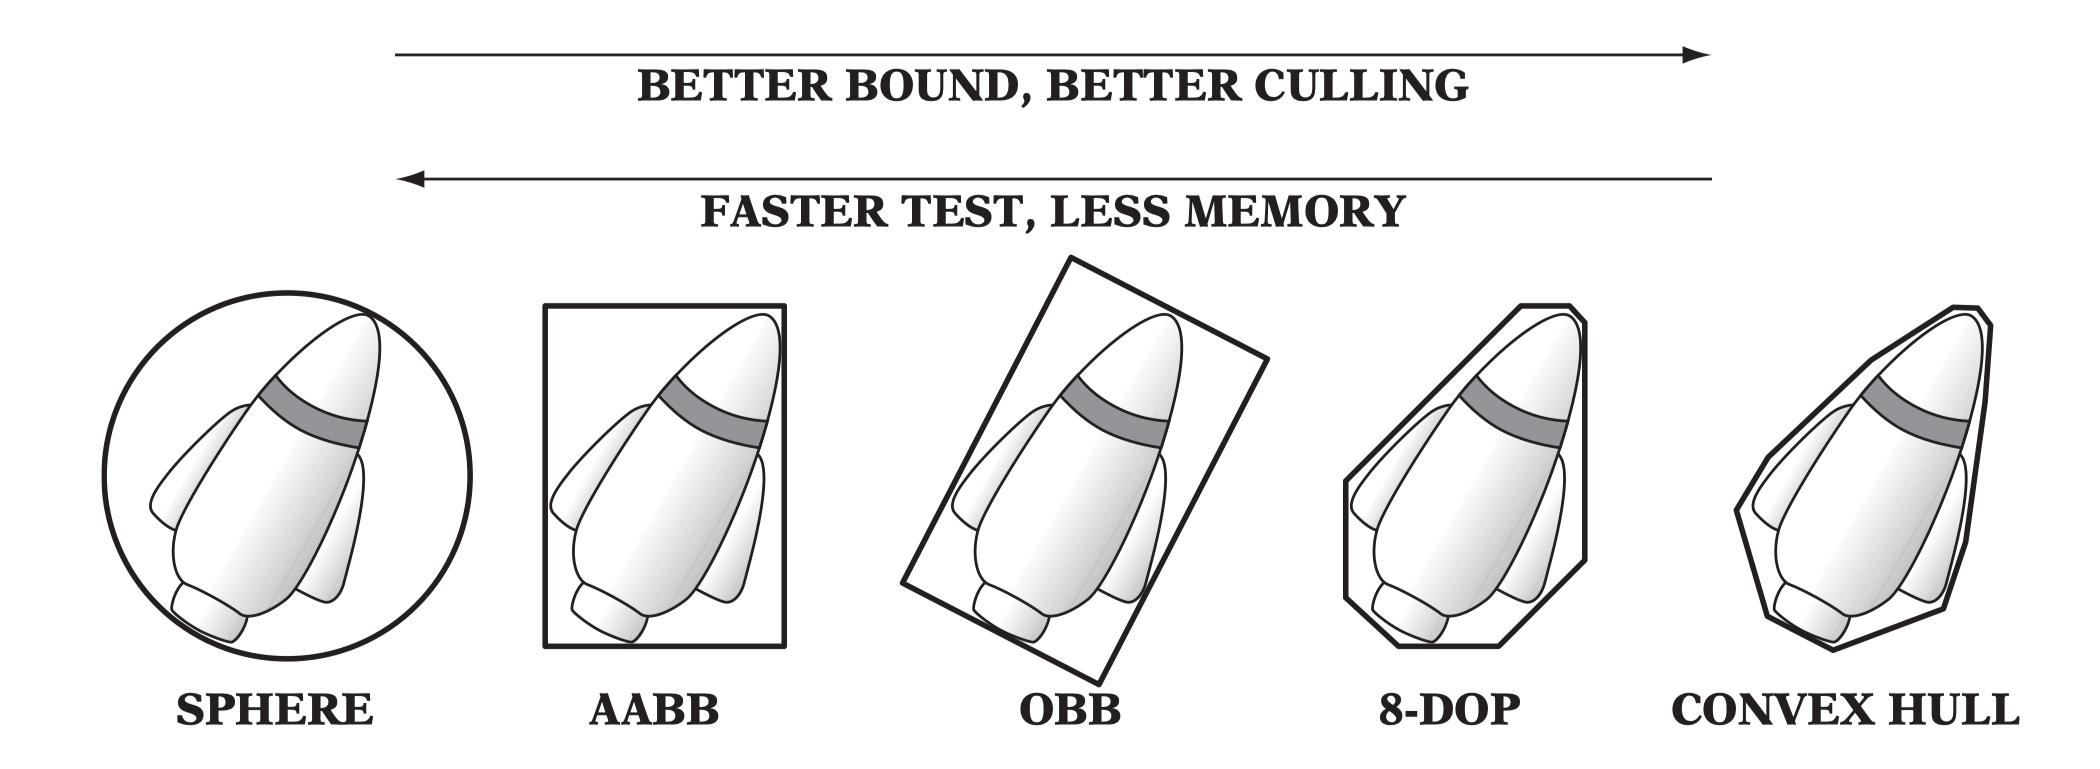 BETTER BOUND, BETTER CULLING
FASTER TEST, LESS MEMORY
SPHERE
AABB
OBB
8-DOP
CONVEX HULL